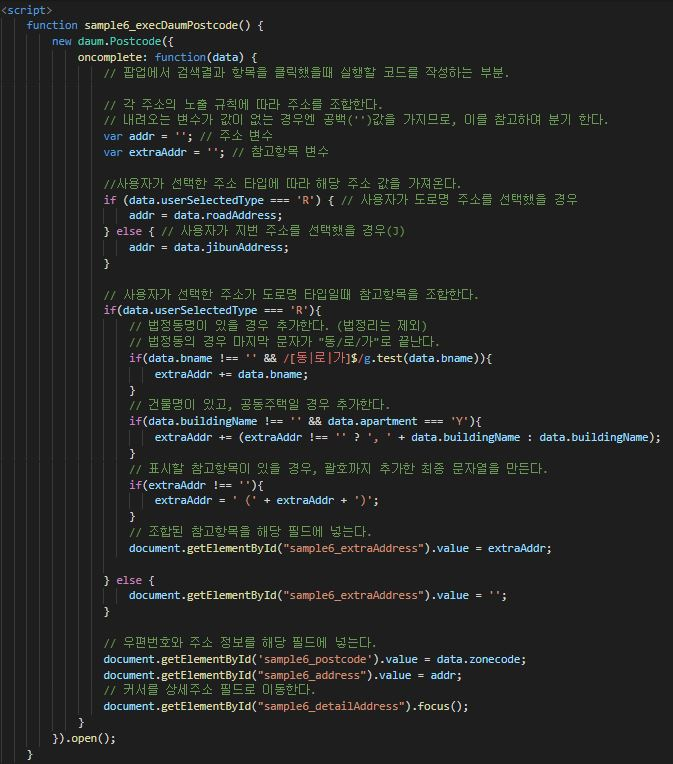 <script>
function sample6_execDaumPostcode() {
new daum.Postcode({
oncomplete: function(data) {
// 팝업에서 검색결과 항목을 클릭했을때 실행할 코드를 작성하는 부분.
// 각 주소의 노출 규칙에 따라 주소를 조합한다.
// 내려오는 변수가 값이 없는 경우엔 공백('')값을 가지므로, 이를 참고하여 분기 한다.
var addr = ''; // 주소 변수
var extraAddr = ''; // 참고항목 변수
//사용자가 선택한 주소 타입에 따라 해당 주소 값을 가져온다.
if (data.userSelectedType === 'R') { // 사용자가 도로명 주소를 선택했을 경우
addr = data.roadAddress;
} else { // 사용자가 지번 주소를 선택했을 경우(J)
addr = data.jibunAddress;
}
// 사용자가 선택한 주소가 도로명 타입일때 참고항목을 조합한다.
if(data.userSelectedType === 'R'){
// 법정동명이 있을 경우 추가한다. (법정리는 제외)
// 법정동의 경우 마지막 문자가 "동/로/가"로 끝난다.
if(data.bname !== '' && /[동|로|가]$/g.test(data.bname)){
extraAddr += data.bname;
}
// 건물명이 있고, 공동주택일 경우 추가한다.
if(data.buildingName !== '' && data.apartment === 'Y'){
extraAddr += (extraAddr !== '' ? ', ' + data.buildingName : data.buildingName);
}
// 표시할 참고항목이 있을 경우, 괄호까지 추가한 최종 문자열을 만든다.
if(extraAddr !== ''){
extraAddr = ' (' + extraAddr + ')';
}
// 조합된 참고항목을 해당 필드에 넣는다.
document.getElementById("sample6_extraAddress").value = extraAddr;
} else {
document.getElementById("sample6_extraAddress").value = '';
}
// 우편번호와 주소 정보를 해당 필드에 넣는다.
document.getElementById('sample6_postcode').value = data.zonecode;
document.getElementById("sample6_address").value = addr;
// 커서를 상세주소 필드로 이동한다.
document.getElementById("sample6_detailAddress").focus();
}
}).open();
}